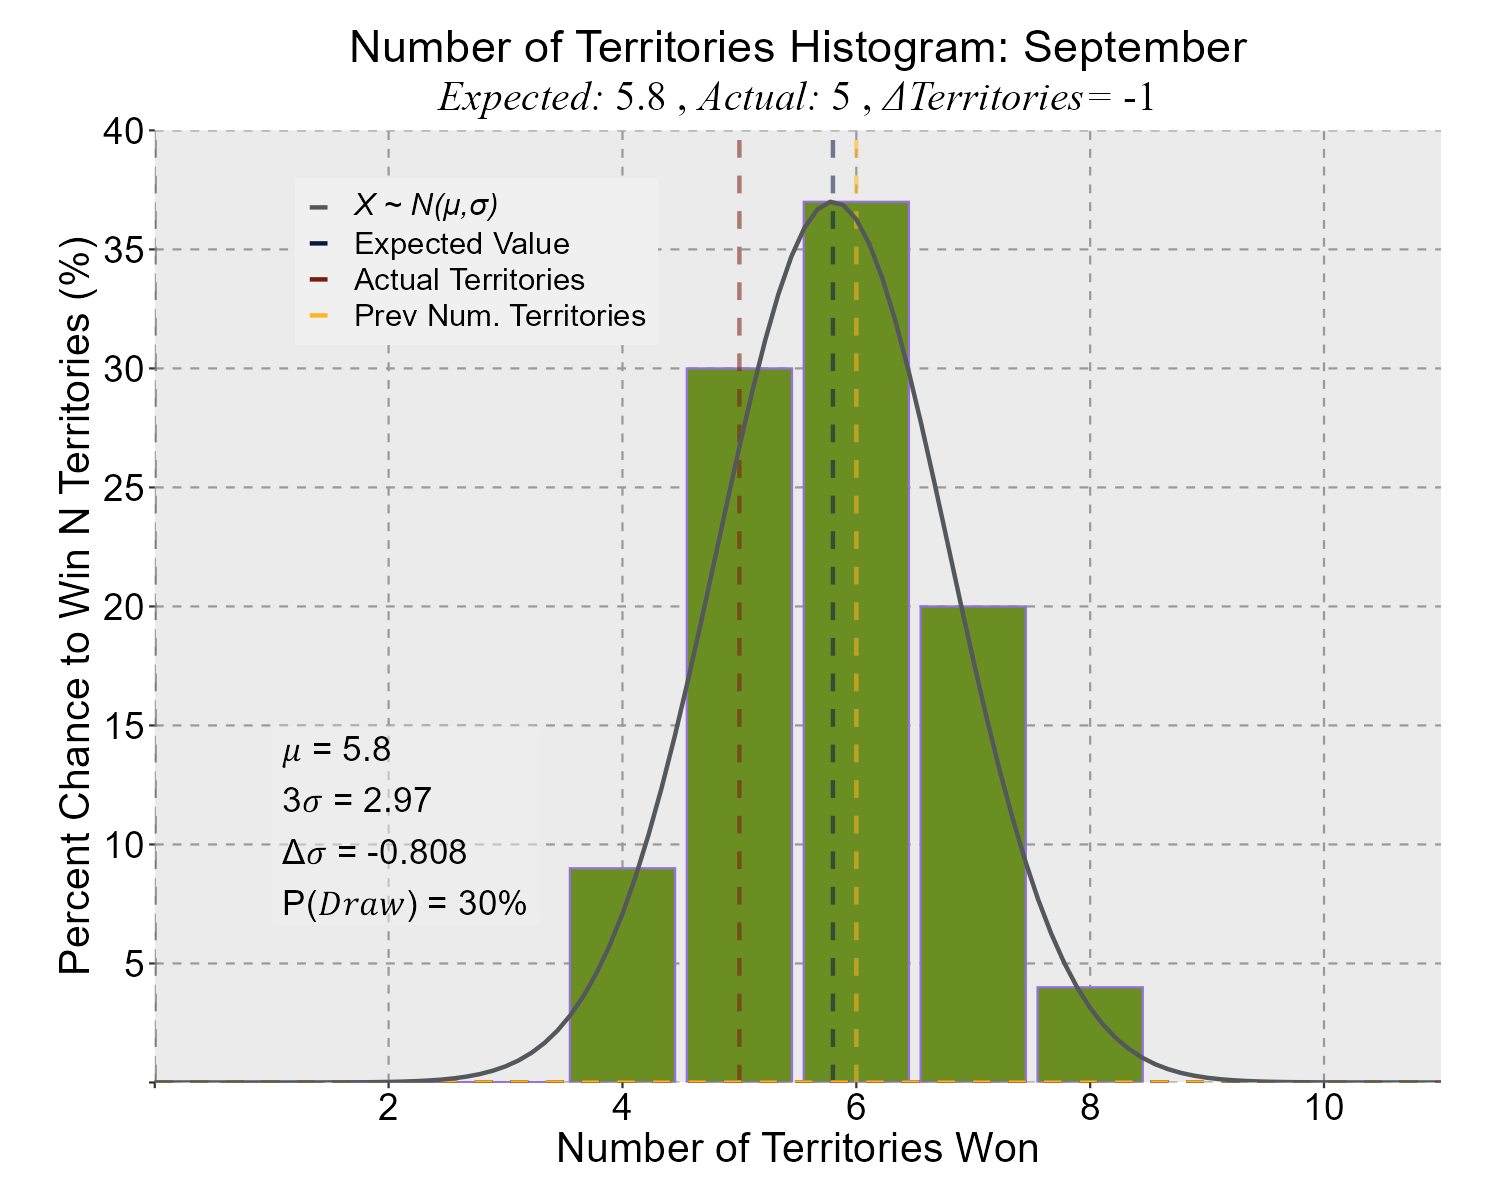 Number of Territories Histogram: September
Expected: 5.8 , Actual: 5 , ΔTerritories= -1
Percent Chance to Win N Territories (%)
40
35
30
25
20
15
10
5
X ~ N(μ,σ)
Expected Value
Actual Territories
Prev Num. Territories
μ = 5.8
3σ = 2.97
Δσ = -0.808
P(Draw) = 30%
2 4 6 8 10
Number of Territories Won